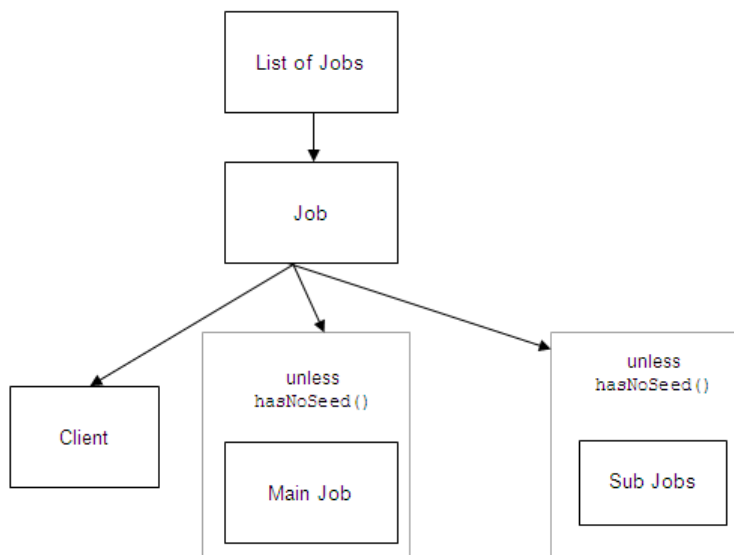 List of Jobs
Job
unless
hasNoSeed()
unless
hasNoSeed()
Client
Main Job
Sub Jobs